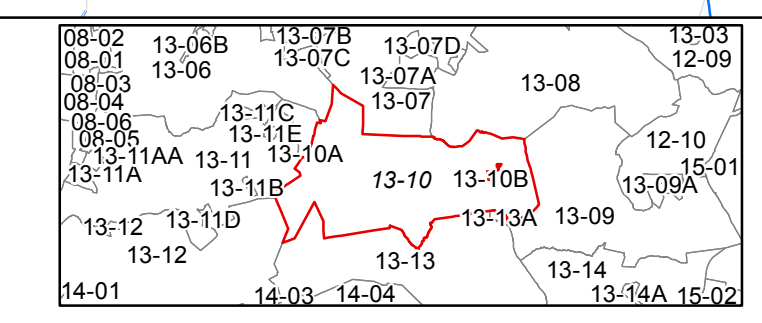 08-02
13-06B
13-07B
13-07D
13-03
08-01
13-06
13-07C
12-09
08-03
13-07A
13-08
08-04
13-11C
13-07
08-06
13-11E
08-05
12-10
13-11AA
13-11
13-10A
15-01
13-11A
13-11B
13-10
13-10B
13-09A
13-12
13-11D
13-13A
13-09
13-12
13-13
13-14
14-01
14-03
14-04
13-14A
15-02